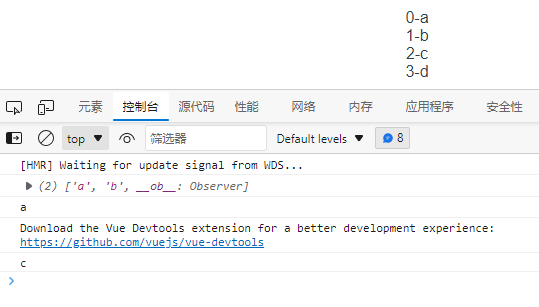 0-a
1-b
2-c
3-d
元素 控制台 源代码 性能 网络 内存 应用程序 安全性
top 筛选器 Default levels 8
[HMR] Waiting for update signal from WDS...
(2) ['a', 'b', __ob__: Observer]
a
Download the Vue Devtools extension for a better development experience:
https://github.com/vuejs/vue-devtools
c